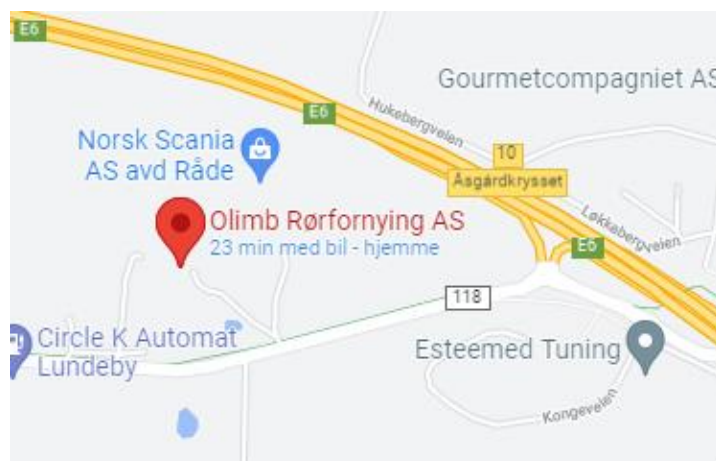 E6
Gourmetcompagniet AS
E6
Hukebergveien
Norsk Scania
AS avd Råde
10
Åsgårdkrysset
Olimb Rørfornying AS
23 min med bil - hjemme
Løkkebergveien
E6
118
Circle K Automat
Lundeby
Esteemed Tuning
Kongeveien